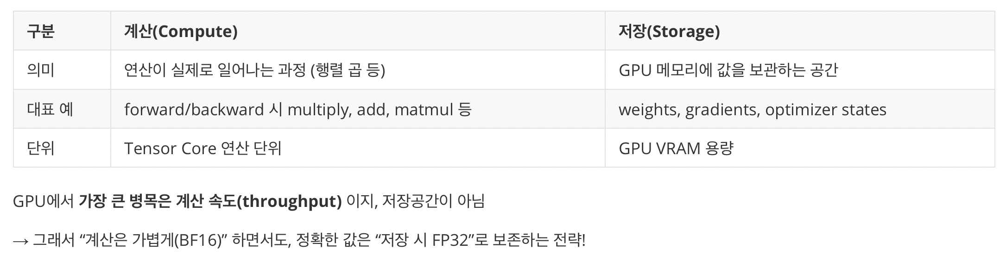 구분 계산(Compute) 저장(Storage)
의미 연산이 실제로 일어나는 과정 (행렬 곱 등) GPU 메모리에 값을 보관하는 공간
대표 예 forward/backward 시 multiply, add, matmul 등 weights, gradients, optimizer states
단위 Tensor Core 연산 단위 GPU VRAM 용량
GPU에서 가장 큰 병목은 계산 속도(throughput) 이지, 저장공간이 아님
→ 그래서 “계산은 가볍게(BF16)” 하면서도, 정확한 값은 “저장 시 FP32”로 보존하는 전략!